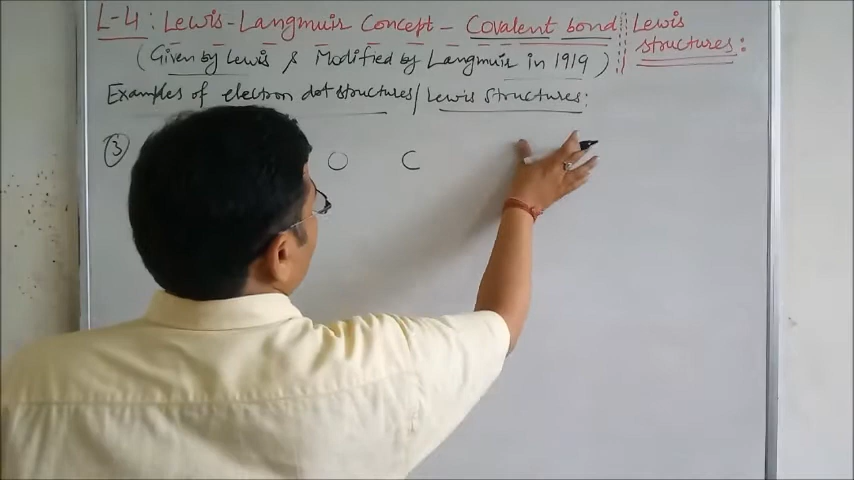 L-4: Lewis-Langmuir Concept - Covalent bond Lewis structures:
(Given by Lewis & Modified by Langmuir in 1919)
Examples of electron dot structures/Lewis Structures:
③ O C